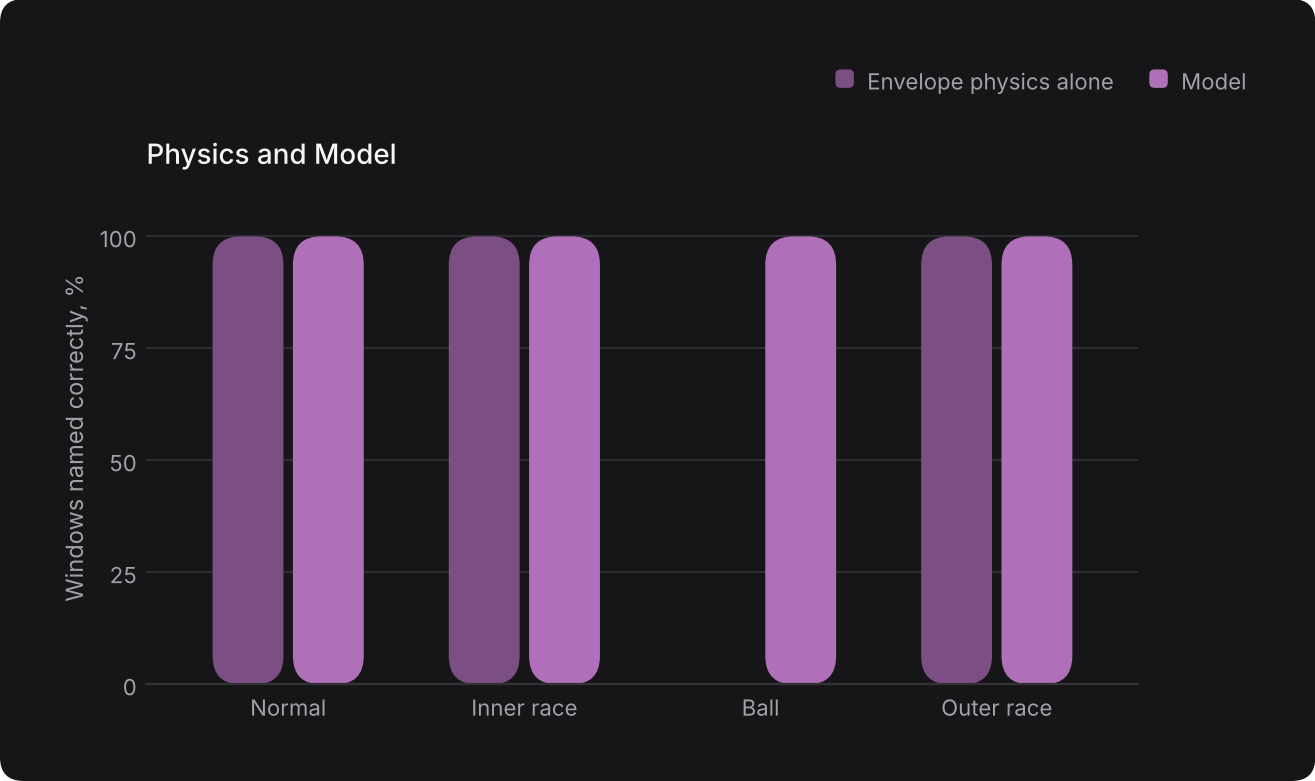 Envelope physics alone
Model
Physics and Model
100
75
50
25
0
Windows named correctly, %
Normal
Inner race
Ball
Outer race